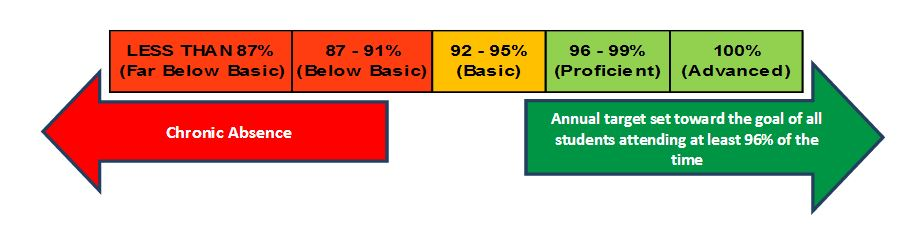 LESS THAN 87% 87 - 91% 92 - 95% 96 - 99% 100%
(Far Below Basic) (Below Basic) (Basic) (Proficient) (Advanced)
Chronic Absence
Annual target set toward the goal of all
students attending at least 96% of the
time